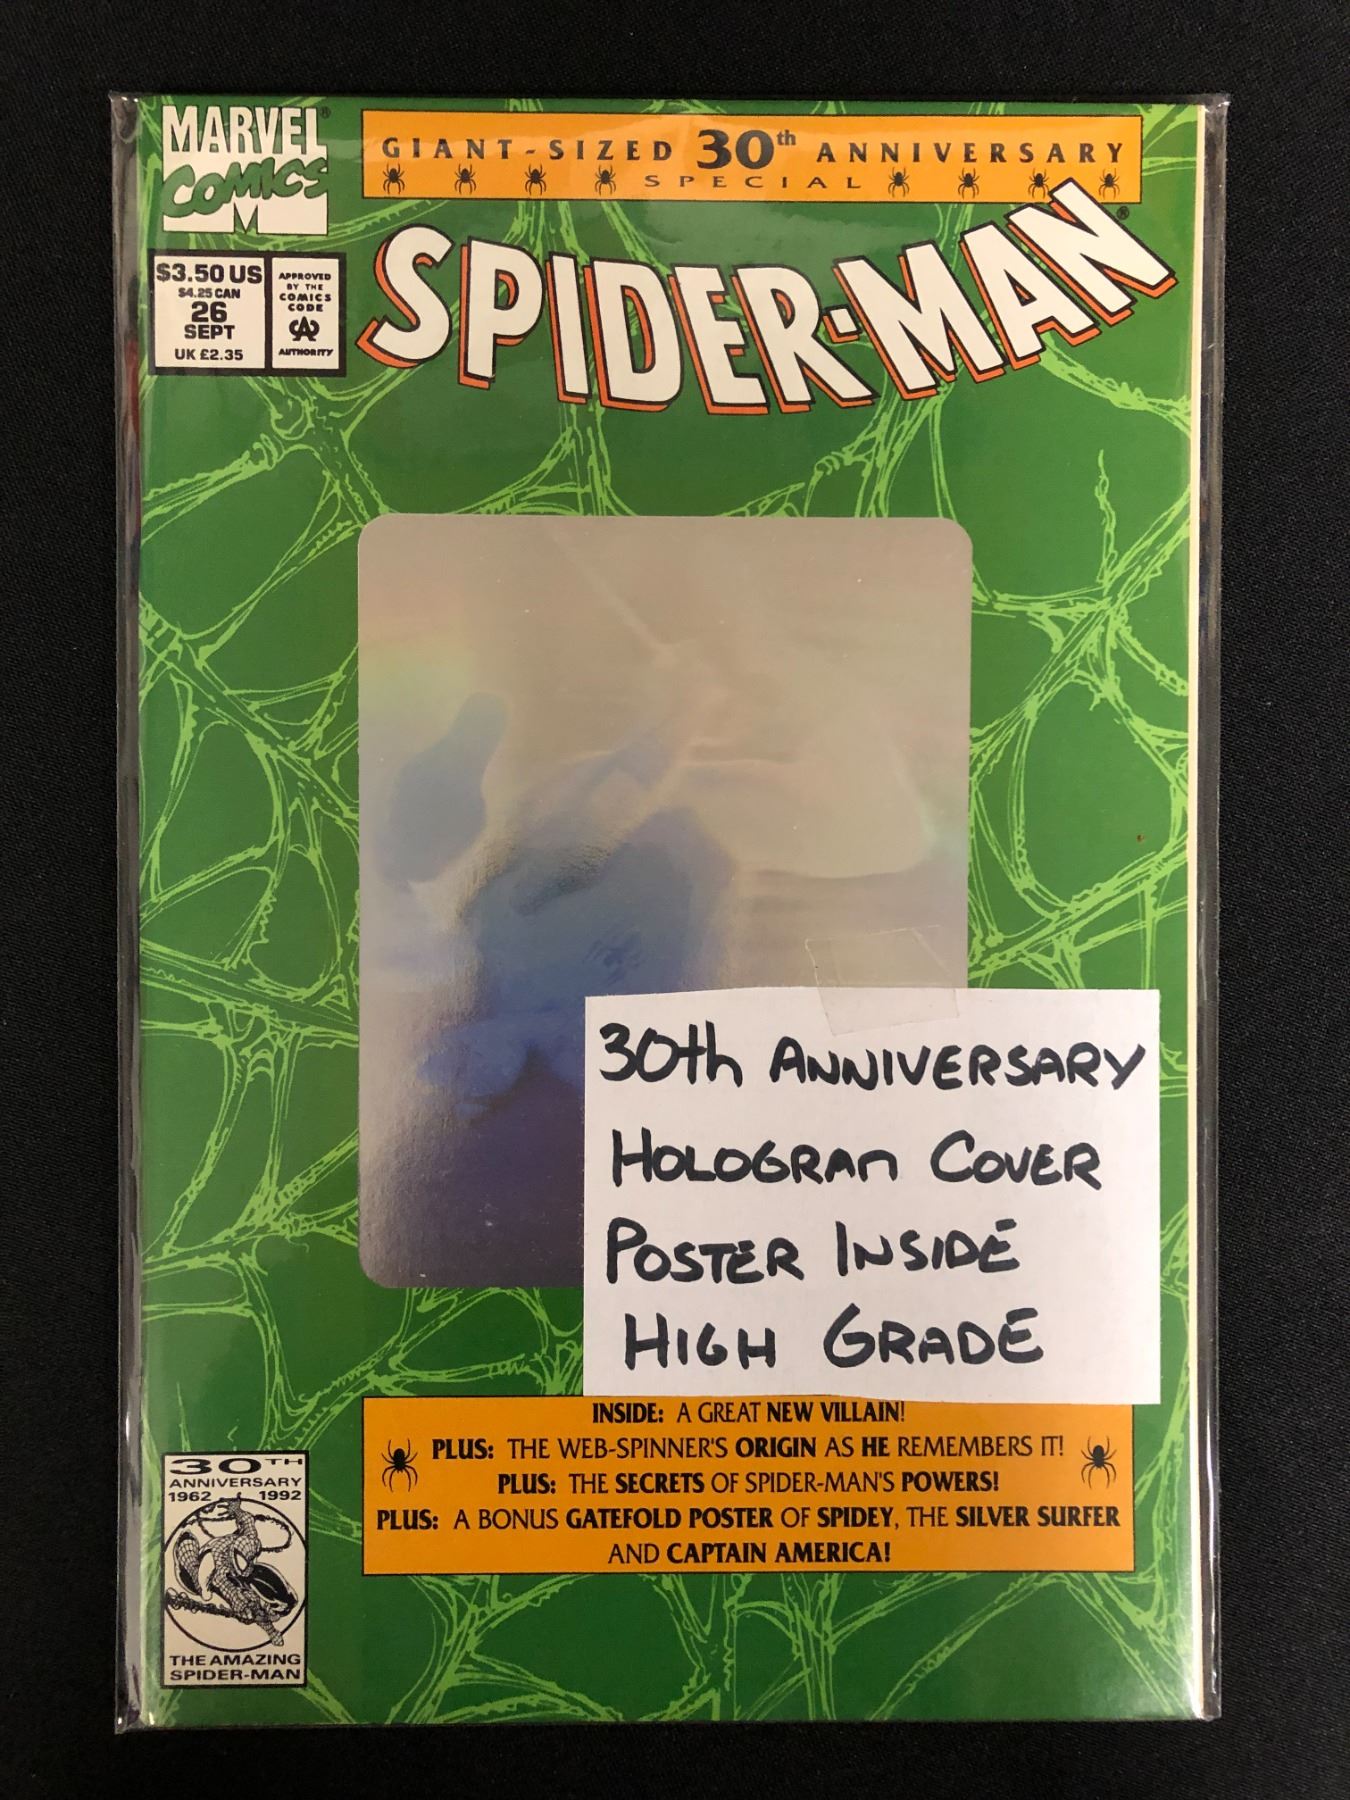 MARVEL®
COMICS
M
GIANT-SIZED 30th ANNIVERSARY
SPECIAL
SPIDER-MAN®
$3.50 US
$4.25 CAN
26
SEPT
UK £2.35
APPROVED
BY THE
COMICS
CODE
CA
AUTHORITY
30th ANNIVERSARY
HOLOGRAM COVER
POSTER INSIDE
HIGH GRADE
INSIDE: A GREAT NEW VILLAIN!
PLUS: THE WEB-SPINNER'S ORIGIN AS HE REMEMBERS IT!
PLUS: THE SECRETS OF SPIDER-MAN'S POWERS!
PLUS: A BONUS GATEFOLD POSTER OF SPIDEY, THE SILVER SURFER
AND CAPTAIN AMERICA!
30TH
ANNIVERSARY
1962 1992
THE AMAZING
SPIDER-MAN